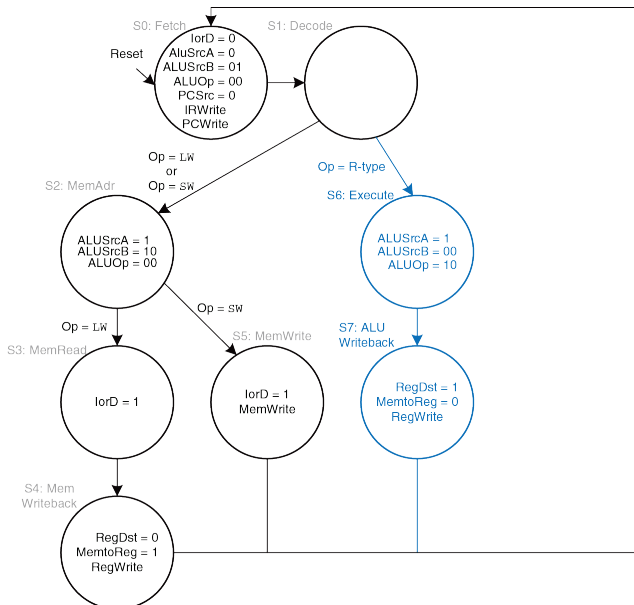 S0: Fetch
S1: Decode
Reset
IorD = 0
AluSrcA = 0
ALUSrcB = 01
ALUOp = 00
PCSrc = 0
IRWrite
PCWrite
Op = LW
or
Op = SW
Op = R-type
S2: MemAdr
S6: Execute
ALUSrcA = 1
ALUSrcB = 10
ALUOp = 00
ALUSrcA = 1
ALUSrcB = 00
ALUOp = 10
Op = SW
Op = LW
S5: MemWrite
S7: ALU
Writeback
S3: MemRead
IorD = 1
IorD = 1
MemWrite
RegDst = 1
MemtoReg = 0
RegWrite
S4: Mem
Writeback
RegDst = 0
MemtoReg = 1
RegWrite